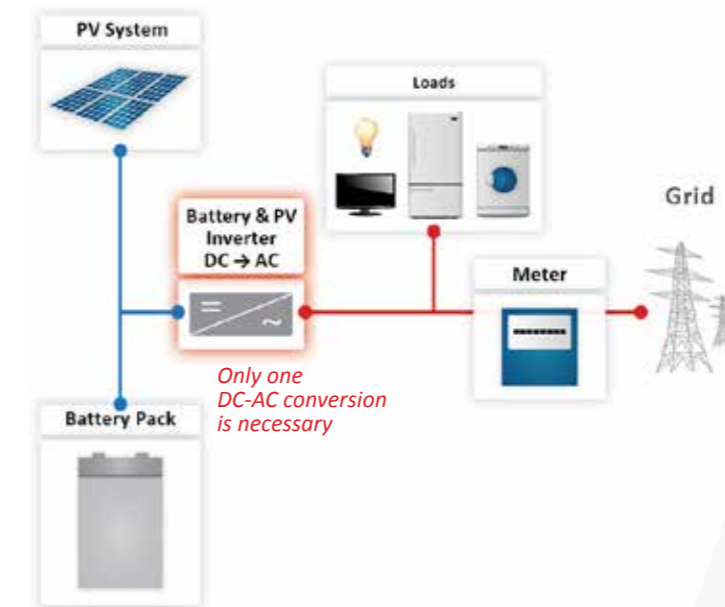 PV System
Loads
Grid
Battery & PV
Inverter
DC → AC
Meter
Only one
DC-AC conversion
is necessary
Battery Pack